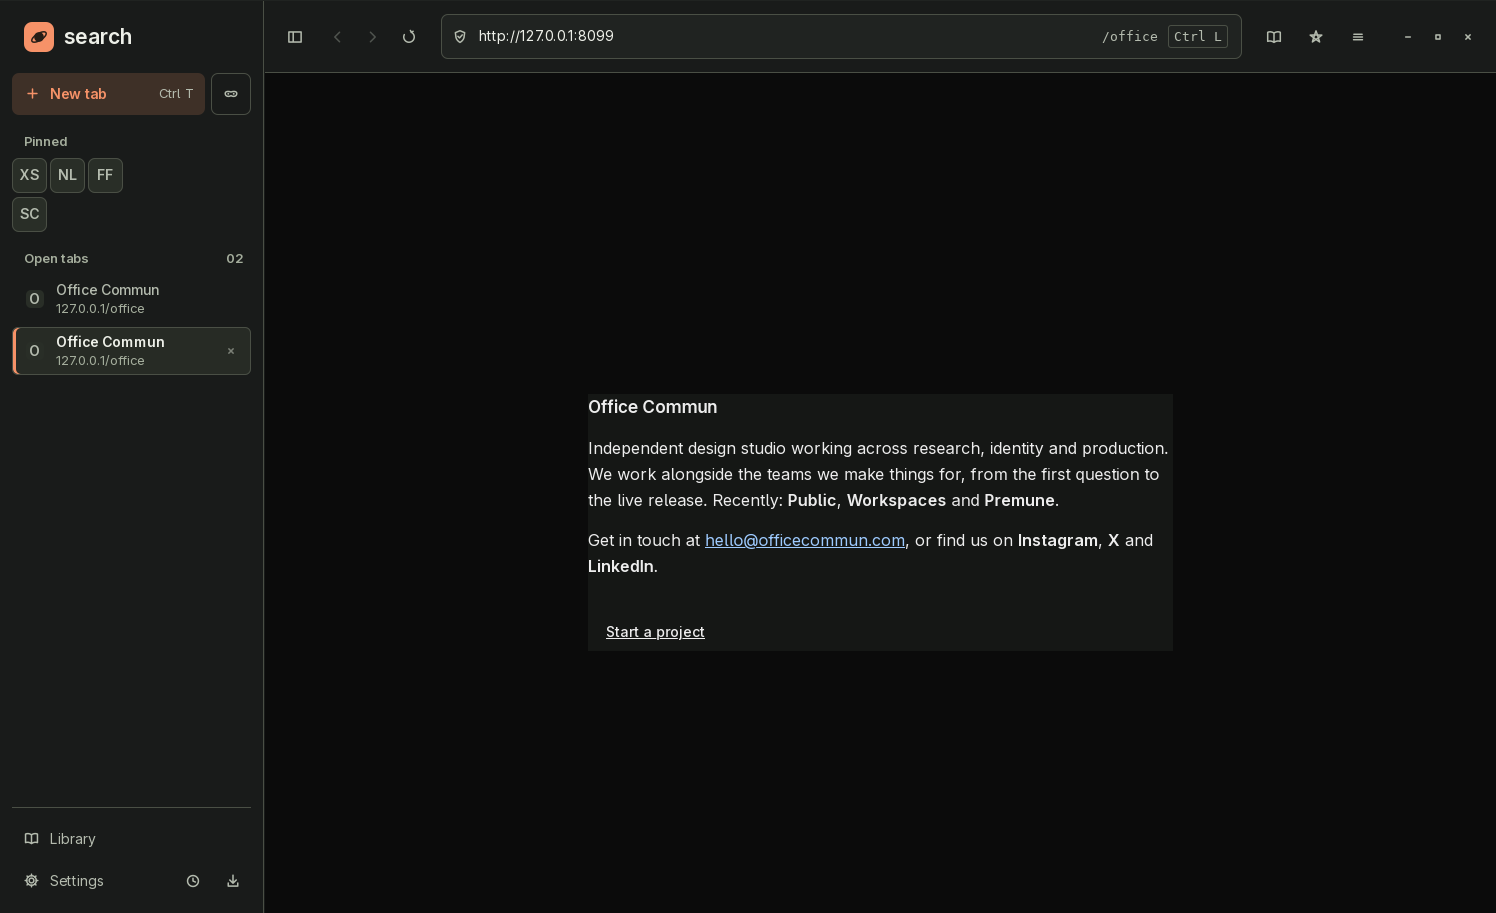 search
New tab Ctrl T
Pinned
XS NL FF
SC
Open tabs 02
O Office Commun
127.0.0.1/office
O Office Commun
127.0.0.1/office
Library
Settings
http://127.0.0.1:8099 /office Ctrl L
Office Commun
Independent design studio working across research, identity and production.
We work alongside the teams we make things for, from the first question to
the live release. Recently: Public, Workspaces and Premune.
Get in touch at hello@officecommun.com, or find us on Instagram, X and
LinkedIn.
Start a project